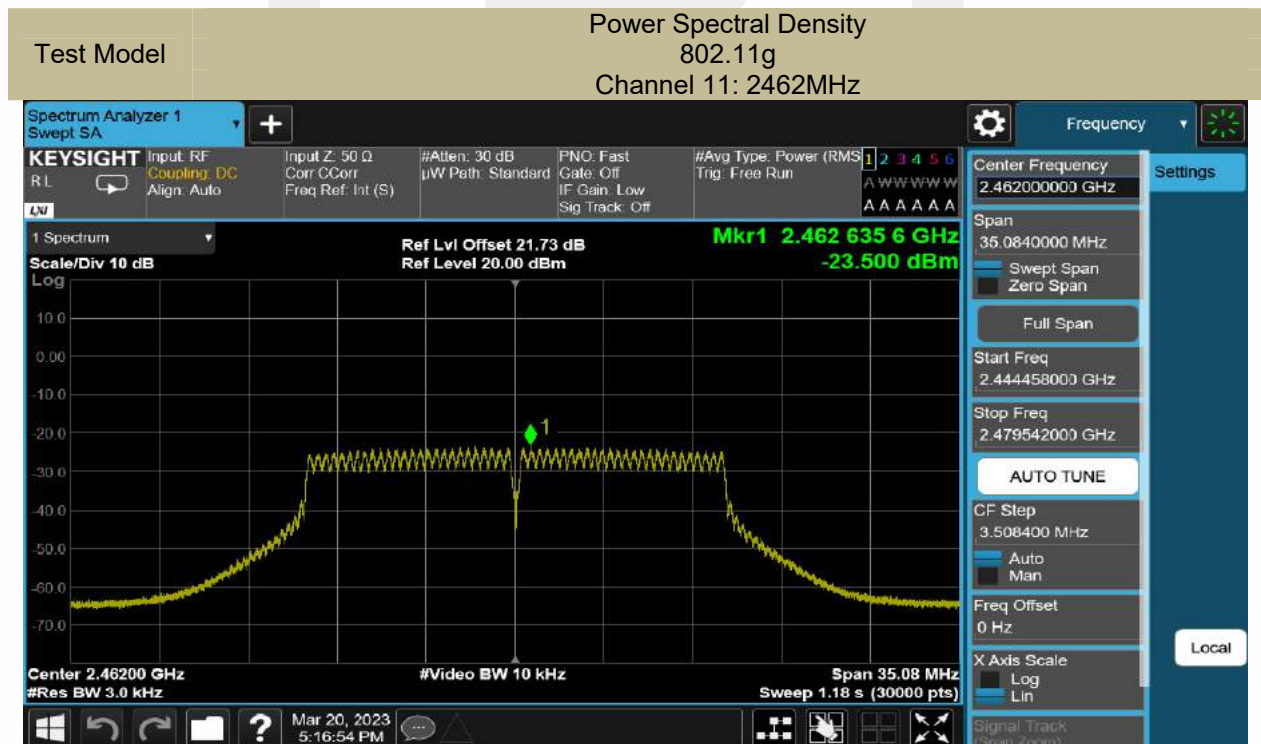 Test Model
Power Spectral Density
802.11g
Channel 11: 2462MHz
Spectrum Analyzer 1
Swept SA
+
Frequency
KEYSIGHT
RL
LXI
Input: RF
Coupling: DC
Align: Auto
Input Z: 50 Ω
Corr CCorr
Freq Ref: Int (S)
#Atten: 30 dB
µW Path: Standard
PNO: Fast
Gate: Off
IF Gain: Low
Sig Track: Off
#Avg Type: Power (RMS
Trig: Free Run
1 2 3 4 5 6
A W W W W W
A A A A A A
1 Spectrum
Scale/Div 10 dB
Log
Ref Lvl Offset 21.73 dB
Ref Level 20.00 dBm
Mkr1 2.462 635 6 GHz
-23.500 dBm
10.0
0.00
-10.0
-20.0
-30.0
-40.0
-50.0
-60.0
-70.0
1
Center 2.46200 GHz
#Res BW 3.0 kHz
#Video BW 10 kHz
Span 35.08 MHz
Sweep 1.18 s (30000 pts)
Center Frequency
2.462000000 GHz
Settings
Span
35.0840000 MHz
Swept Span
Zero Span
Full Span
Start Freq
2.444458000 GHz
Stop Freq
2.479542000 GHz
AUTO TUNE
CF Step
3.508400 MHz
Auto
Man
Freq Offset
0 Hz
X Axis Scale
Log
Lin
Local
Signal Track
(Span Zoom)
?
Mar 20, 2023
5:16:54 PM